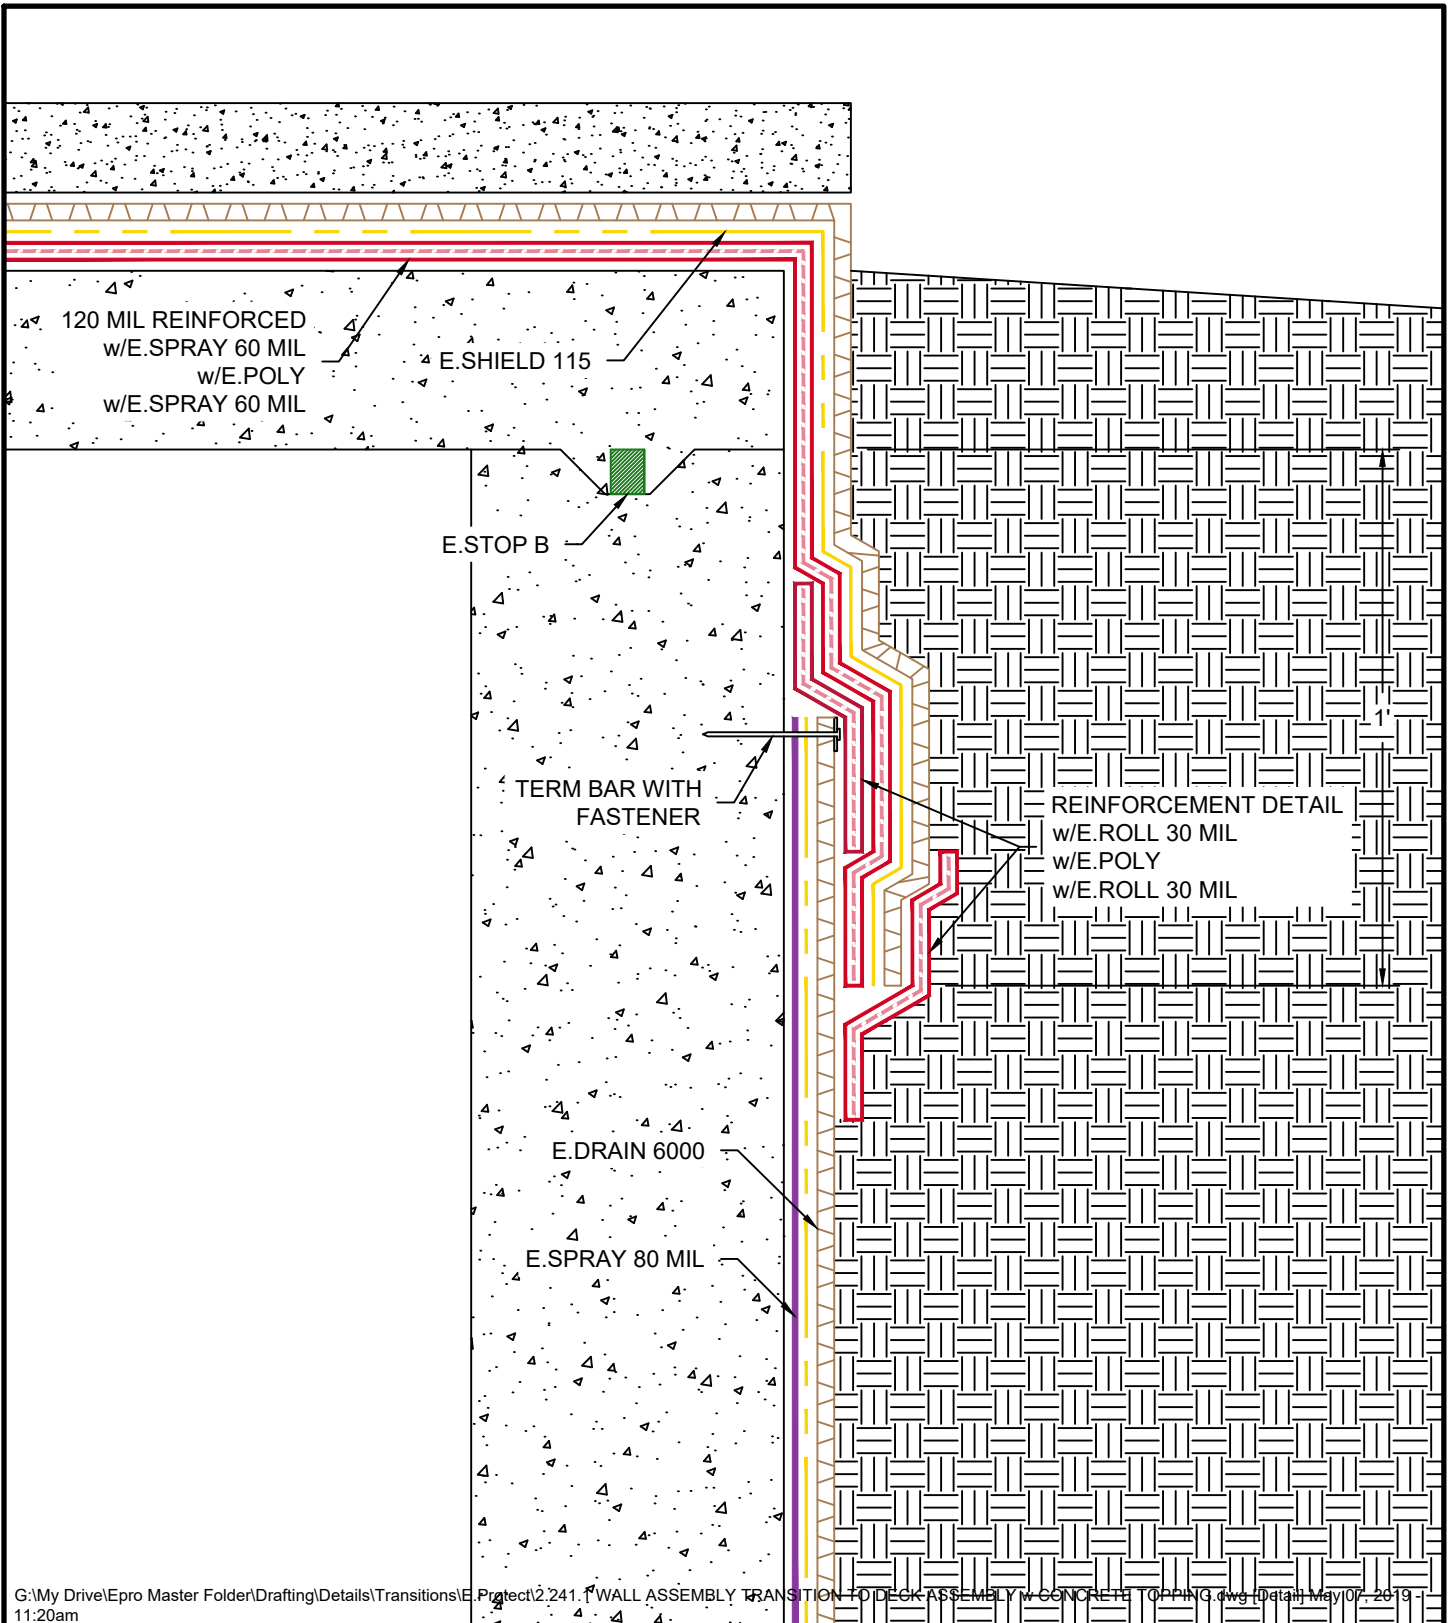 120 MIL REINFORCED
w/E.SPRAY 60 MIL
w/E.POLY
w/E.SPRAY 60 MIL
E.SHIELD 115
E.STOP B
1'
TERM BAR WITH
FASTENER
REINFORCEMENT DETAIL
w/E.ROLL 30 MIL
w/E.POLY
w/E.ROLL 30 MIL
E.DRAIN 6000
E.SPRAY 80 MIL
G:\My Drive\Epro Master Folder\Drafting\Details\Transitions\E.Protect\2.241.1 WALL ASSEMBLY TRANSITION TO DECK ASSEMBLY w CONCRETE TOPPING.dwg [Detail] May 07, 2019 -
11:20am